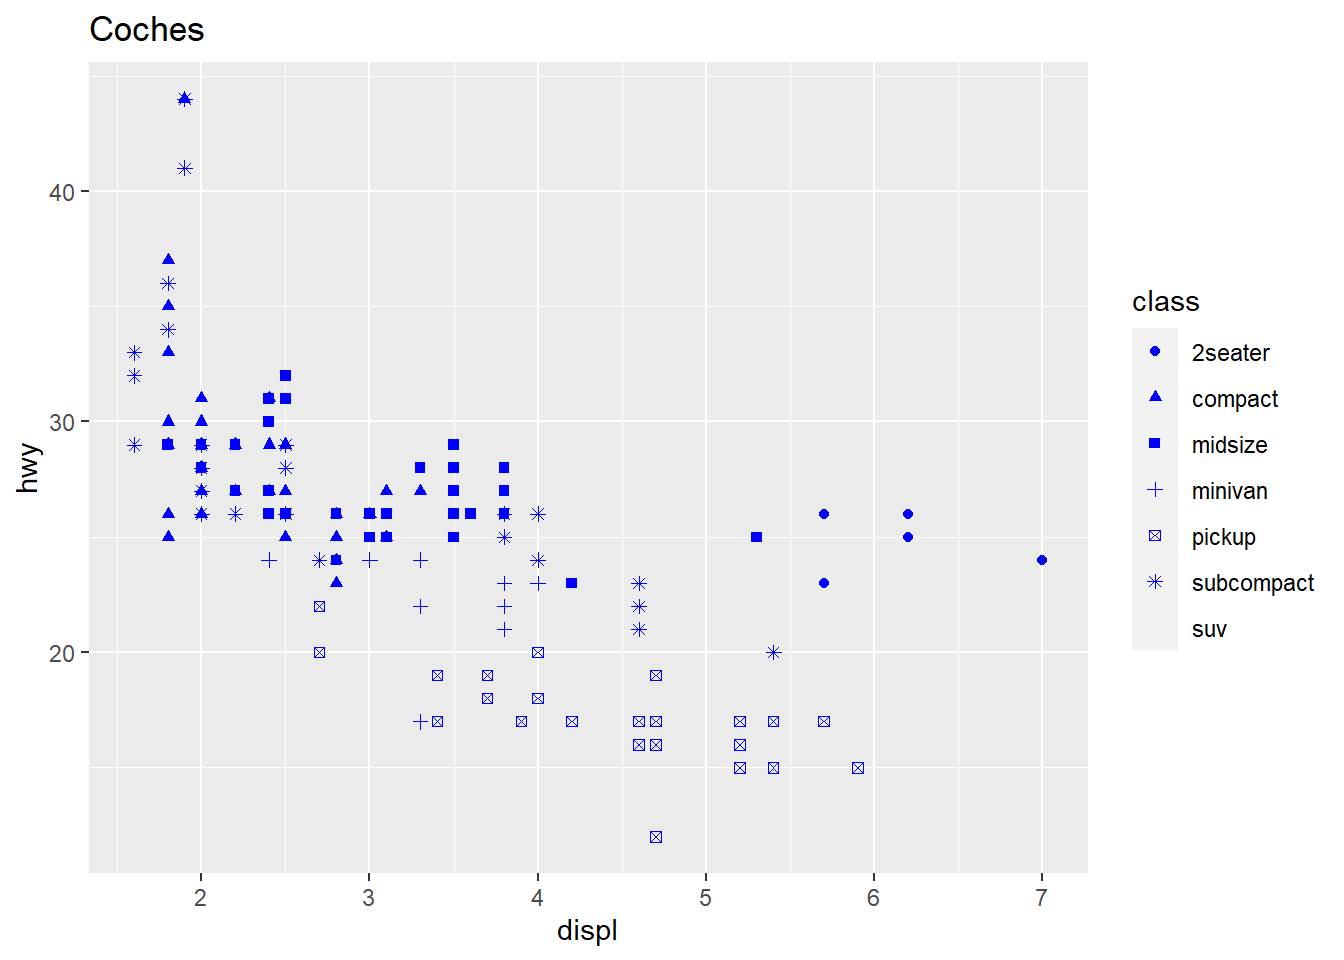 Coches
hwy
40
30
20
2
3
4
5
6
7
displ
class
2seater
compact
midsize
minivan
pickup
subcompact
suv